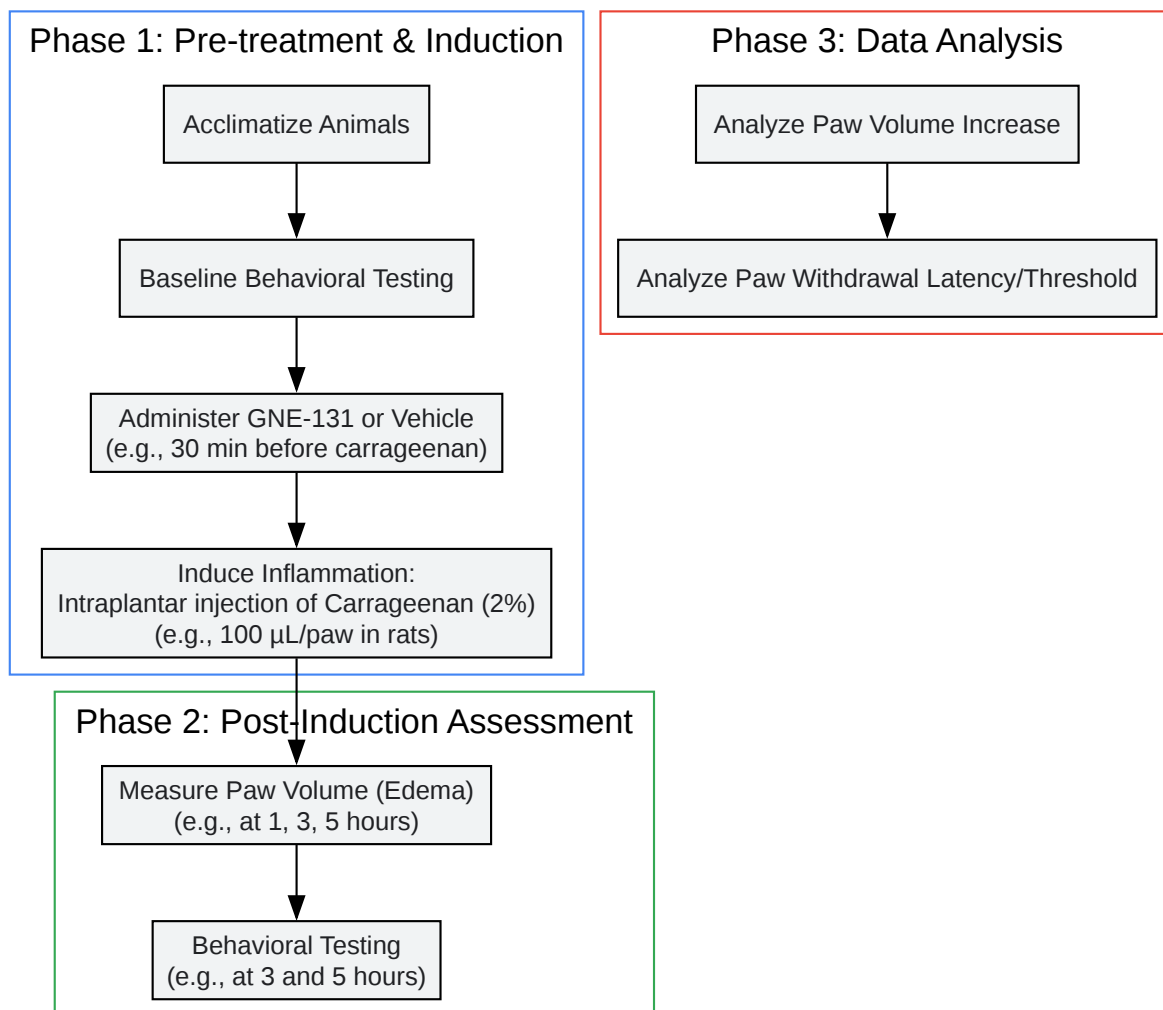 Phase 1: Pre-treatment & Induction
Acclimatize Animals
Baseline Behavioral Testing
Administer GNE-131 or Vehicle
(e.g., 30 min before carrageenan)
Induce Inflammation:
Intraplantar injection of Carrageenan (2%)
(e.g., 100 µL/paw in rats)
Phase 2: Post-Induction Assessment
Measure Paw Volume (Edema)
(e.g., at 1, 3, 5 hours)
Behavioral Testing
(e.g., at 3 and 5 hours)
Phase 3: Data Analysis
Analyze Paw Volume Increase
Analyze Paw Withdrawal Latency/Threshold